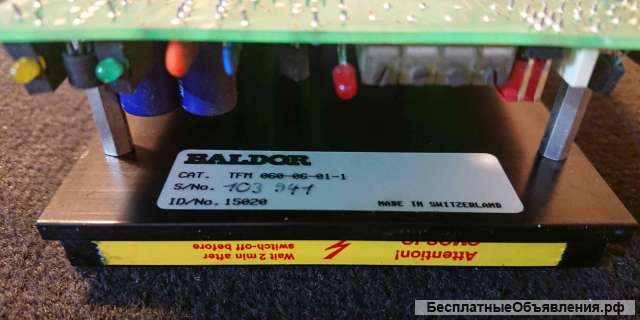 BALDOR
CAT. TFM 060-06-01-1
S/No. 103 941
ID/No. 15020 MADE IN SWITZERLAND
Attention!
Wait 2 min after
switch-off before
БесплатныеОбъявления.рф